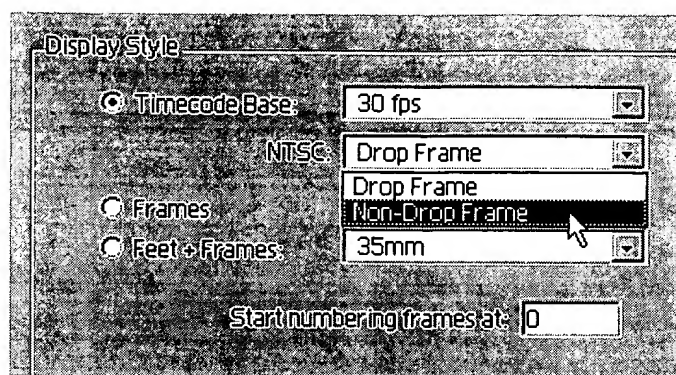 Display Style
Timecode Base: 30 fps
NTSC: Drop Frame
Drop Frame
Frames Non-Drop Frame
Feet + Frames: 35mm
Start numbering frames at: 0